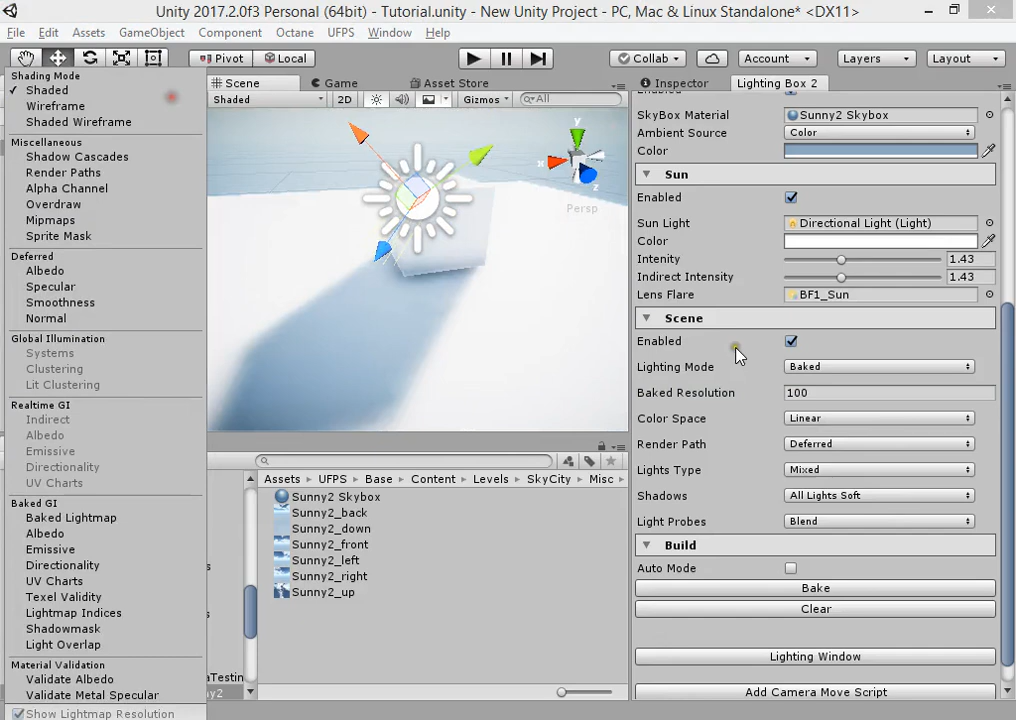 Unity 2017.2.0f3 Personal (64bit) - Tutorial.unity - New Unity Project - PC, Mac & Linux Standalone* <DX11>
File Edit Assets GameObject Component Octane UFPS Window Help
Pivot Local Collab Account Layers Layout
Shading Mode
Shaded
Wireframe
Shaded Wireframe
Miscellaneous
Shadow Cascades
Render Paths
Alpha Channel
Overdraw
Mipmaps
Sprite Mask
Deferred
Albedo
Specular
Smoothness
Normal
Global Illumination
Systems
Clustering
Lit Clustering
Realtime GI
Indirect
Albedo
Emissive
Directionality
UV Charts
Baked GI
Baked Lightmap
Albedo
Emissive
Directionality
UV Charts
Texel Validity
Lightmap Indices
Shadowmask
Light Overlap
Material Validation
Validate Albedo
Validate Metal Specular
Show Lightmap Resolution
Scene Game Asset Store
Shaded 2D Gizmos All
y
x
z
Persp
Assets UFPS Base Content Levels SkyCity Misc
Sunny2 Skybox
Sunny2_back
Sunny2_down
Sunny2_front
Sunny2_left
Sunny2_right
Sunny2_up
Inspector Lighting Box 2
SkyBox Material Sunny2 Skybox
Ambient Source Color
Color
Sun
Enabled
Sun Light Directional Light (Light)
Color
Intenity 1.43
Indirect Intensity 1.43
Lens Flare BF1_Sun
Scene
Enabled
Lighting Mode Baked
Baked Resolution 100
Color Space Linear
Render Path Deferred
Lights Type Mixed
Shadows All Lights Soft
Light Probes Blend
Build
Auto Mode
Bake
Clear
Lighting Window
Add Camera Move Script